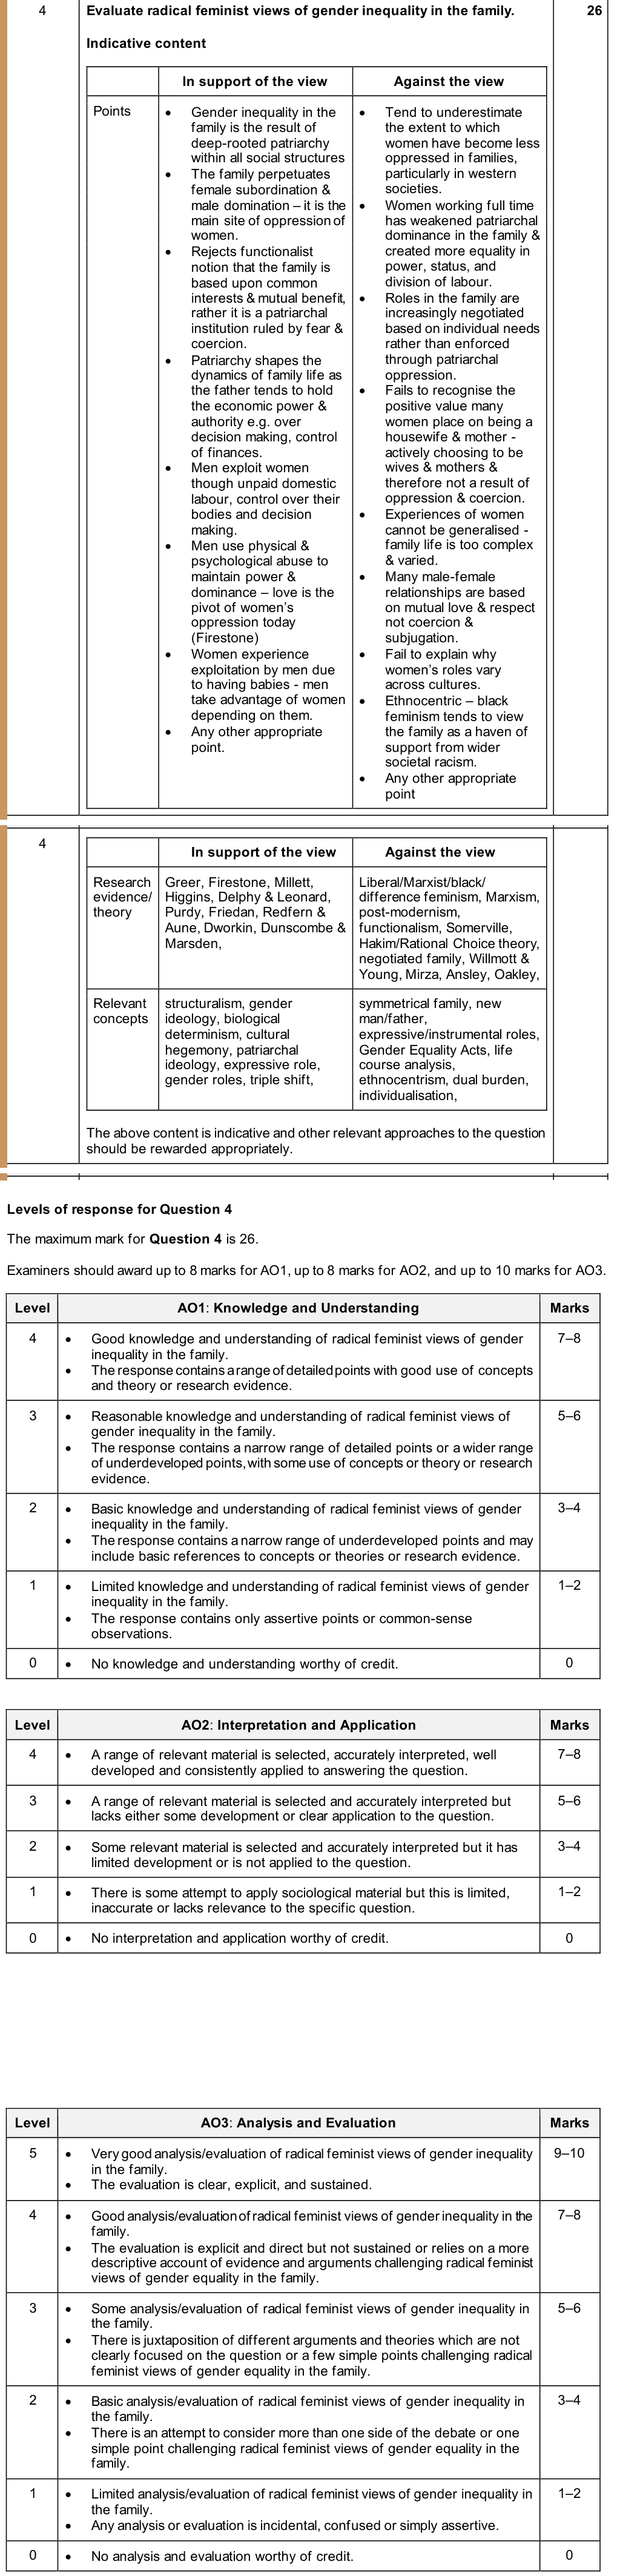 4 Evaluate radical feminist views of gender inequality in the family. 26
Indicative content
In support of the view Against the view
Points
• Gender inequality in the
family is the result of
deep-rooted patriarchy
within all social structures
• The family perpetuates
female subordination &
male domination – it is the
main site of oppression of
women.
• Rejects functionalist
notion that the family is
based upon common
interests & mutual benefit,
rather it is a patriarchal
institution ruled by fear &
coercion.
• Patriarchy shapes the
dynamics of family life as
the father tends to hold
the economic power &
authority e.g. over
decision making, control
of finances.
• Men exploit women
though unpaid domestic
labour, control over their
bodies and decision
making.
• Men use physical &
psychological abuse to
maintain power &
dominance – love is the
pivot of women's
oppression today
(Firestone)
• Women experience
exploitation by men due
to having babies - men
take advantage of women
depending on them.
• Any other appropriate
point.
• Tend to underestimate
the extent to which
women have become less
oppressed in families,
particularly in western
societies.
• Women working full time
has weakened patriarchal
dominance in the family &
created more equality in
power, status, and
division of labour.
• Roles in the family are
increasingly negotiated
based on individual needs
rather than enforced
through patriarchal
oppression.
• Fails to recognise the
positive value many
women place on being a
housewife & mother -
actively choosing to be
wives & mothers &
therefore not a result of
oppression & coercion.
• Experiences of women
cannot be generalised -
family life is too complex
& varied.
• Many male-female
relationships are based
on mutual love & respect
not coercion &
subjugation.
• Fail to explain why
women's roles vary
across cultures.
• Ethnocentric – black
feminism tends to view
the family as a haven of
support from wider
societal racism.
• Any other appropriate
point
4
In support of the view Against the view
Research
evidence/
theory
Greer, Firestone, Millett,
Higgins, Delphy & Leonard,
Purdy, Friedan, Redfern &
Aune, Dworkin, Dunscombe &
Marsden,
Liberal/Marxist/black/
difference feminism, Marxism,
post-modernism,
functionalism, Somerville,
Hakim/Rational Choice theory,
negotiated family, Willmott &
Young, Mirza, Ansley, Oakley,
Relevant
concepts
structuralism, gender
ideology, biological
determinism, cultural
hegemony, patriarchal
ideology, expressive role,
gender roles, triple shift,
symmetrical family, new
man/father,
expressive/instrumental roles,
Gender Equality Acts, life
course analysis,
ethnocentrism, dual burden,
individualisation,
The above content is indicative and other relevant approaches to the question
should be rewarded appropriately.
Levels of response for Question 4
The maximum mark for Question 4 is 26.
Examiners should award up to 8 marks for AO1, up to 8 marks for AO2, and up to 10 marks for AO3.
Level AO1: Knowledge and Understanding Marks
4 • Good knowledge and understanding of radical feminist views of gender 7–8
inequality in the family.
• The response contains a range of detailed points with good use of concepts
and theory or research evidence.
3 • Reasonable knowledge and understanding of radical feminist views of 5–6
gender inequality in the family.
• The response contains a narrow range of detailed points or a wider range
of underdeveloped points, with some use of concepts or theory or research
evidence.
2 • Basic knowledge and understanding of radical feminist views of gender 3–4
inequality in the family.
• The response contains a narrow range of underdeveloped points and may
include basic references to concepts or theories or research evidence.
1 • Limited knowledge and understanding of radical feminist views of gender 1–2
inequality in the family.
• The response contains only assertive points or common-sense
observations.
0 • No knowledge and understanding worthy of credit. 0
Level AO2: Interpretation and Application Marks
4 • A range of relevant material is selected, accurately interpreted, well 7–8
developed and consistently applied to answering the question.
3 • A range of relevant material is selected and accurately interpreted but 5–6
lacks either some development or clear application to the question.
2 • Some relevant material is selected and accurately interpreted but it has 3–4
limited development or is not applied to the question.
1 • There is some attempt to apply sociological material but this is limited, 1–2
inaccurate or lacks relevance to the specific question.
0 • No interpretation and application worthy of credit. 0
Level AO3: Analysis and Evaluation Marks
5 • Very good analysis/evaluation of radical feminist views of gender inequality 9–10
in the family.
• The evaluation is clear, explicit, and sustained.
4 • Good analysis/evaluation of radical feminist views of gender inequality in the 7–8
family.
• The evaluation is explicit and direct but not sustained or relies on a more
descriptive account of evidence and arguments challenging radical feminist
views of gender equality in the family.
3 • Some analysis/evaluation of radical feminist views of gender inequality in 5–6
the family.
• There is juxtaposition of different arguments and theories which are not
clearly focused on the question or a few simple points challenging radical
feminist views of gender equality in the family.
2 • Basic analysis/evaluation of radical feminist views of gender inequality in 3–4
the family.
• There is an attempt to consider more than one side of the debate or one
simple point challenging radical feminist views of gender equality in the
family.
1 • Limited analysis/evaluation of radical feminist views of gender inequality in 1–2
the family.
• Any analysis or evaluation is incidental, confused or simply assertive.
0 • No analysis and evaluation worthy of credit. 0